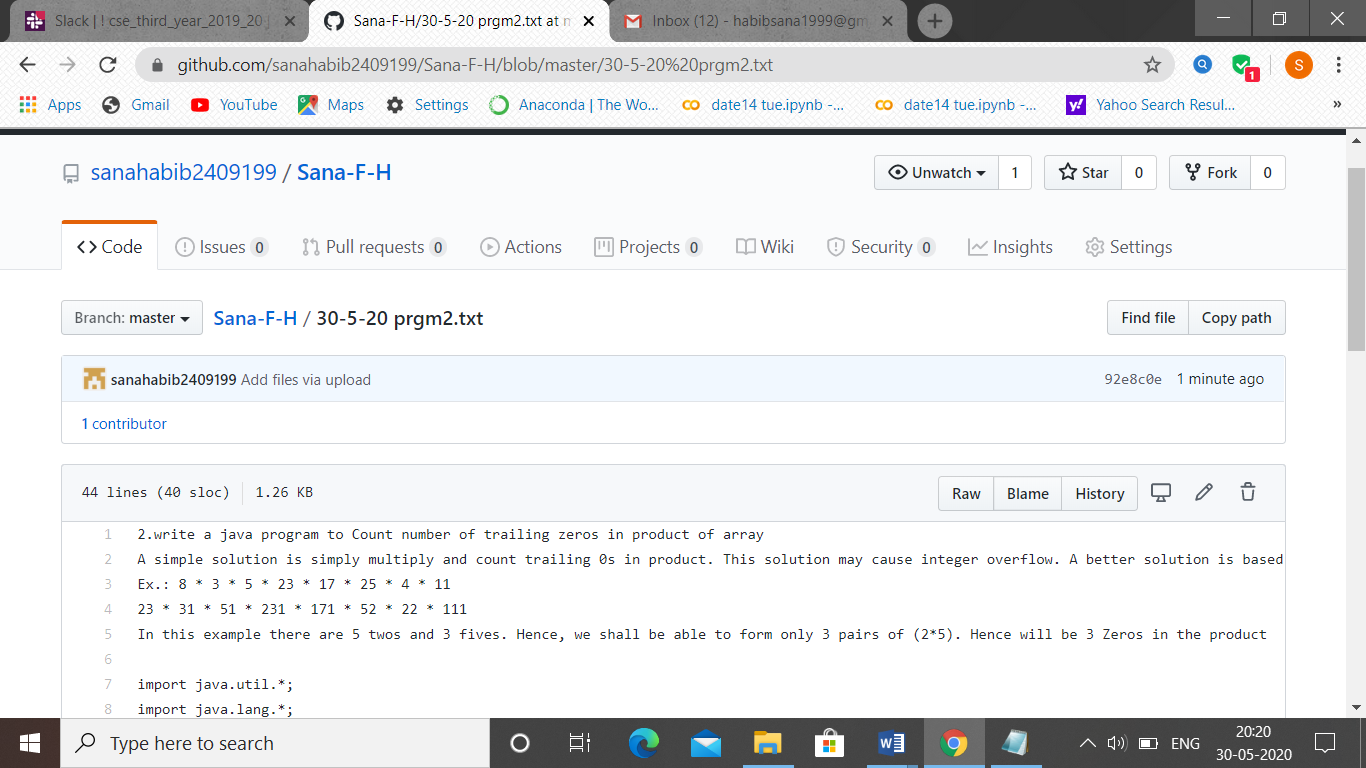 Slack | ! cse_third_year_2019_20
Sana-F-H/30-5-20 prgm2.txt at m
Inbox (12) - habibsana1999@gm
github.com/sanahabib2409199/Sana-F-H/blob/master/30-5-20%20prgm2.txt
1
S
Apps
Gmail
YouTube
Maps
Settings
Anaconda | The Wo...
date14 tue.ipynb -...
date14 tue.ipynb -...
Yahoo Search Resul...
»
sanahabib2409199 / Sana-F-H
Unwatch 1
Star 0
Fork 0
Code
Issues 0
Pull requests 0
Actions
Projects 0
Wiki
Security 0
Insights
Settings
Branch: master
Sana-F-H / 30-5-20 prgm2.txt
Find file
Copy path
sanahabib2409199 Add files via upload
92e8c0e 1 minute ago
1 contributor
44 lines (40 sloc) 1.26 KB
Raw
Blame
History
1 2.write a java program to Count number of trailing zeros in product of array
2 A simple solution is simply multiply and count trailing 0s in product. This solution may cause integer overflow. A better solution is based
3 Ex.: 8 * 3 * 5 * 23 * 17 * 25 * 4 * 11
4 23 * 31 * 51 * 231 * 171 * 52 * 22 * 111
5 In this example there are 5 twos and 3 fives. Hence, we shall be able to form only 3 pairs of (2*5). Hence will be 3 Zeros in the product
6
7 import java.util.*;
8 import java.lang.*;
Type here to search
ENG
20:20
30-05-2020